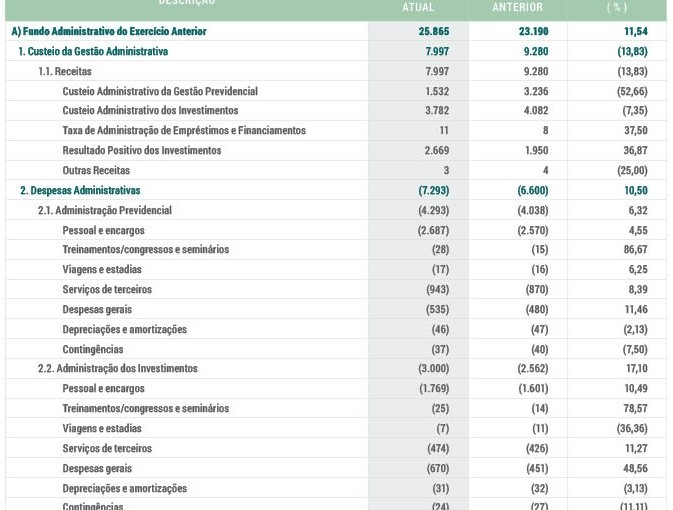 DESCRIÇÃO
ATUAL ANTERIOR (%)
A) Fundo Administrativo do Exercício Anterior 25.865 23.190 11,54
1. Custeio da Gestão Administrativa 7.997 9.280 (13,83)
1.1. Receitas 7.997 9.280 (13,83)
Custeio Administrativo da Gestão Previdencial 1.532 3.236 (52,66)
Custeio Administrativo dos Investimentos 3.782 4.082 (7,35)
Taxa de Administração de Empréstimos e Financiamentos 11 8 37,50
Resultado Positivo dos Investimentos 2.669 1.950 36,87
Outras Receitas 3 4 (25,00)
2. Despesas Administrativas (7.293) (6.600) 10,50
2.1. Administração Previdencial (4.293) (4.038) 6,32
Pessoal e encargos (2.687) (2.570) 4,55
Treinamentos/congressos e seminários (28) (15) 86,67
Viagens e estadias (17) (16) 6,25
Serviços de terceiros (943) (870) 8,39
Despesas gerais (535) (480) 11,46
Depreciações e amortizações (46) (47) (2,13)
Contingências (37) (40) (7,50)
2.2. Administração dos Investimentos (3.000) (2.562) 17,10
Pessoal e encargos (1.769) (1.601) 10,49
Treinamentos/congressos e seminários (25) (14) 78,57
Viagens e estadias (7) (11) (36,36)
Serviços de terceiros (474) (426) 11,27
Despesas gerais (670) (451) 48,56
Depreciações e amortizações (31) (32) (3,13)
Contingências (24) (27) (11,11)